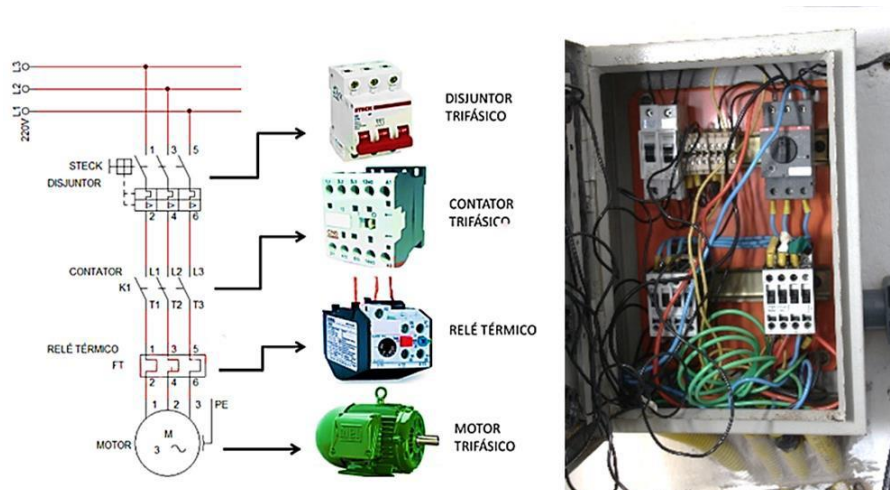 L3
L2
L1
220V
1 3 5
STECK
DISJUNTOR
2 4 6
CONTATOR
L1 L2 L3
K1
T1 T2 T3
RELÉ TÉRMICO
1 3 5
FT
2 4 6
1 2 3 PE
MOTOR
M
3
DISJUNTOR
TRIFÁSICO
STECK
CONTATOR
TRIFÁSICO
RELÉ TÉRMICO
MOTOR
TRIFÁSICO